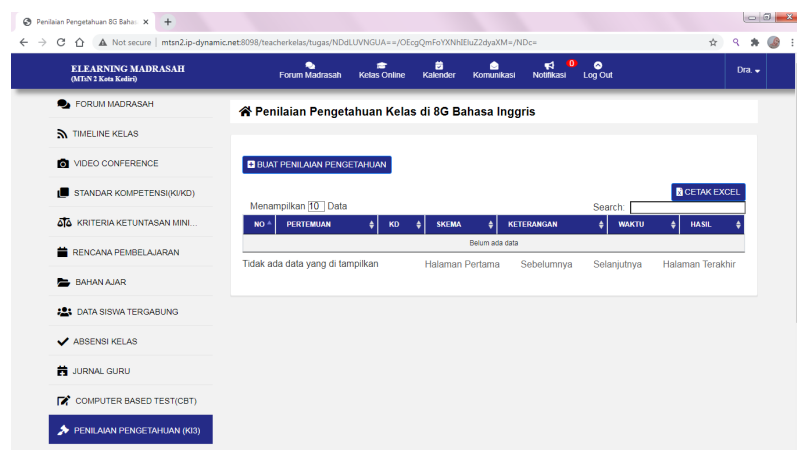 Penilaian Pengetahuan 8G Bahas
Not secure | mtsn2.ip-dynamic.net:8098/teacherkelas/tugas/NDdLUVNGUA==/OEcgQmFoYXNhIEluZ2dyaXM=/NDc=
ELEARNING MADRASAH
(MTsN 2 Kota Kediri)
Forum Madrasah Kelas Online Kalender Komunikasi Notifikasi 0 Log Out Dra.
FORUM MADRASAH
TIMELINE KELAS
VIDEO CONFERENCE
STANDAR KOMPETENSI(KI/KD)
KRITERIA KETUNTASAN MINI...
RENCANA PEMBELAJARAN
BAHAN AJAR
DATA SISWA TERGABUNG
ABSENSI KELAS
JURNAL GURU
COMPUTER BASED TEST(CBT)
PENILAIAN PENGETAHUAN (KI3)
Penilaian Pengetahuan Kelas di 8G Bahasa Inggris
BUAT PENILAIAN PENGETAHUAN
CETAK EXCEL
Menampilkan 10 Data Search:
NO PERTEMUAN KD SKEMA KETERANGAN WAKTU HASIL
Belum ada data
Tidak ada data yang di tampilkan Halaman Pertama Sebelumnya Selanjutnya Halaman Terakhir